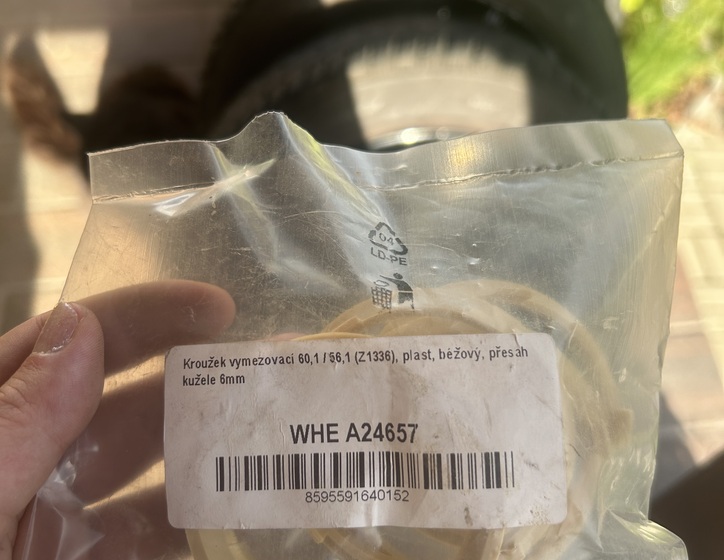 04
LD-PE
Kroužek vymezovací 60,1 / 56,1 (Z1336), plast, béžový, přesah
kužele 6mm
WHE A24657
8595591640152